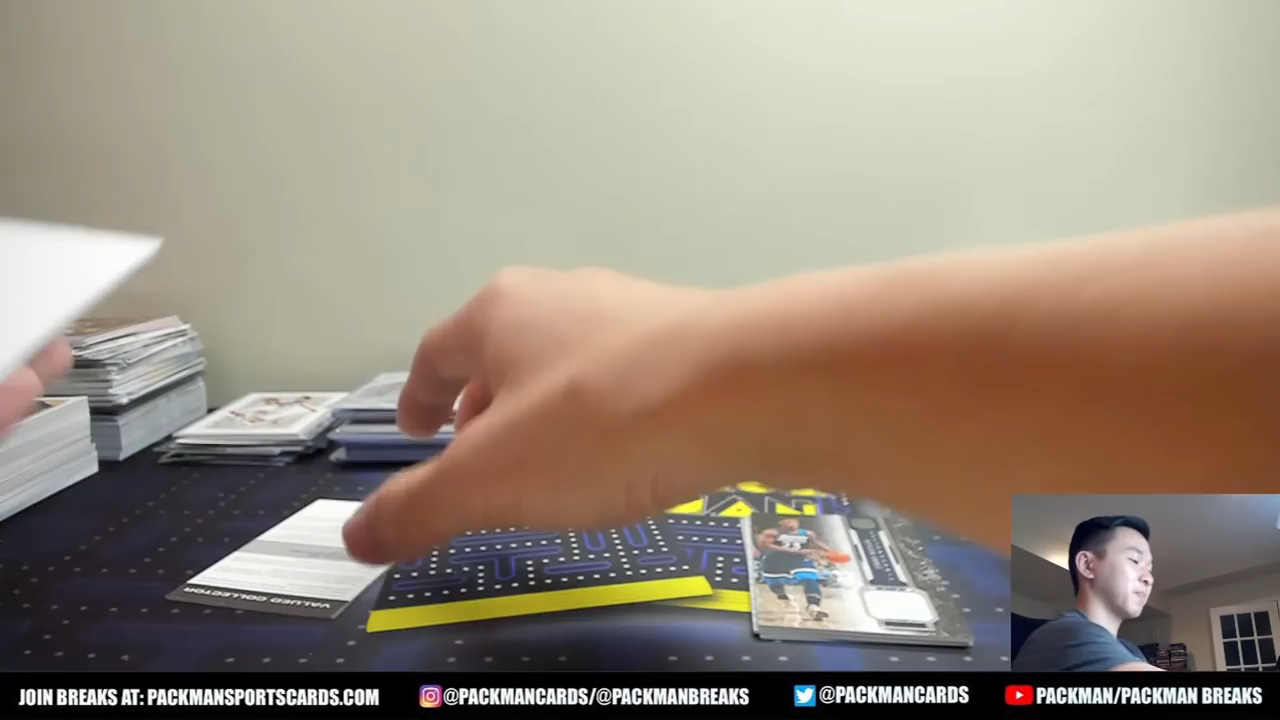 VALUED COLLECTOR
JOIN BREAKS AT: PACKMANSPORTSCARDS.COM
@PACKMANCARDS/@PACKMANBREAKS
@PACKMANCARDS
PACKMAN/PACKMAN BREAKS